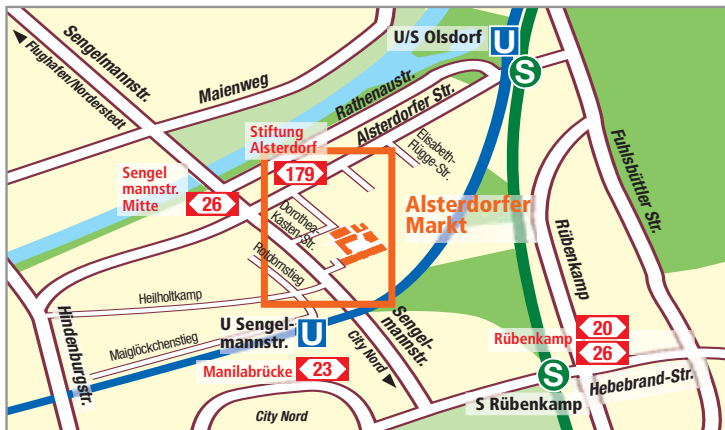 Sengelmannstr.
Flughafen/Norderstedt
Maienweg
Rathenaustr.
Alsterdorfer Str.
U/S Olsdorf
U
S
Stiftung
Alsterdorf
179
Elisabeth-
Flügge-Str.
Fuhlsbüttler Str.
Sengel
mannstr.
Mitte
26
Dorothea-
Kasten-Str.
Alsterdorfer
Markt
Rübenkamp
Rotdornstieg
Heilholtkamp
Hindenburgstr.
Maiglöckchenstieg
U Sengel-
mannstr.
U
Sengel-
mannstr.
City Nord
Rübenkamp
20
26
Manilabrücke
23
S
S Rübenkamp
Hebebrand-Str.
City Nord